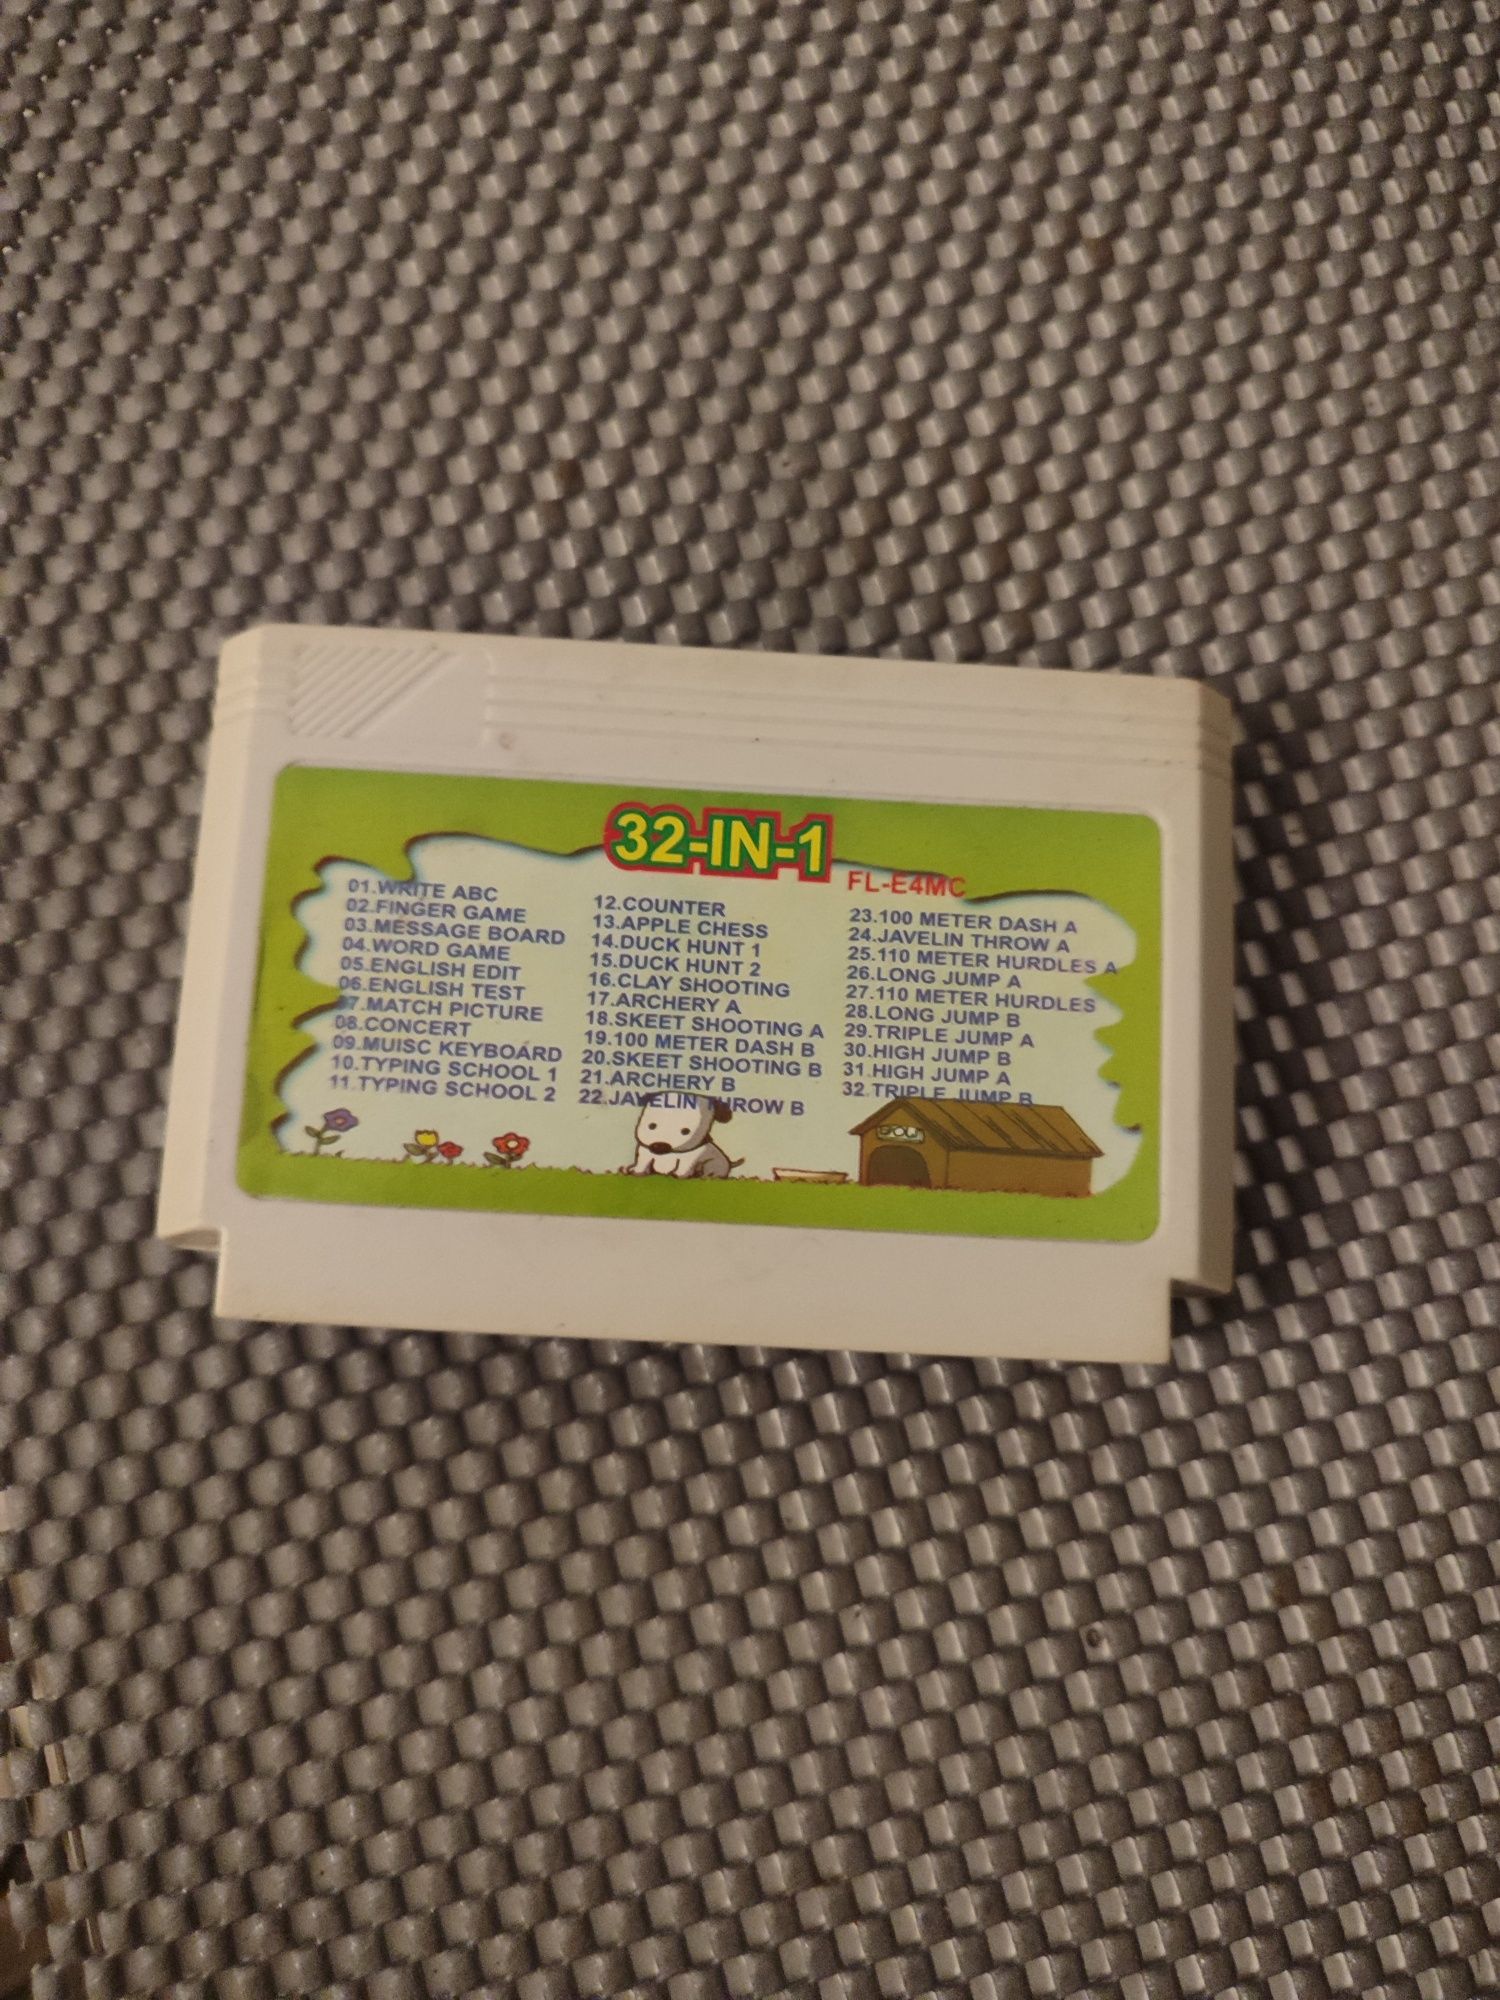 32-IN-1
FL-E4MC
01.WRITE ABC
02.FINGER GAME
03.MESSAGE BOARD
04.WORD GAME
05.ENGLISH EDIT
06.ENGLISH TEST
07.MATCH PICTURE
08.CONCERT
09.MUISC KEYBOARD
10.TYPING SCHOOL 1
11.TYPING SCHOOL 2
12.COUNTER
13.APPLE CHESS
14.DUCK HUNT 1
15.DUCK HUNT 2
16.CLAY SHOOTING
17.ARCHERY A
18.SKEET SHOOTING A
19.100 METER DASH B
20.SKEET SHOOTING B
21.ARCHERY B
22.JAVELIN THROW B
23.100 METER DASH A
24.JAVELIN THROW A
25.110 METER HURDLES A
26.LONG JUMP A
27.110 METER HURDLES
28.LONG JUMP B
29.TRIPLE JUMP A
30.HIGH JUMP B
31.HIGH JUMP A
32.TRIPLE JUMP B